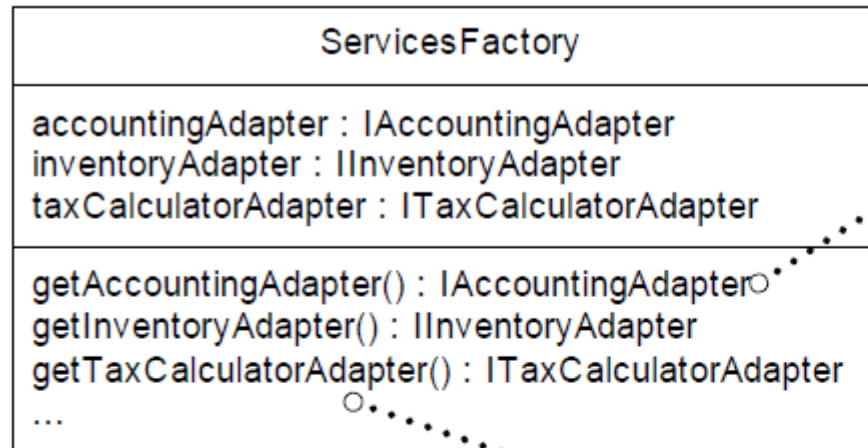 ServicesFactory
accountingAdapter : IAccountingAdapter
inventoryAdapter : IInventoryAdapter
taxCalculatorAdapter : ITaxCalculatorAdapter
getAccountingAdapter() : IAccountingAdapter
getInventoryAdapter() : IInventoryAdapter
getTaxCalculatorAdapter() : ITaxCalculatorAdapter
...